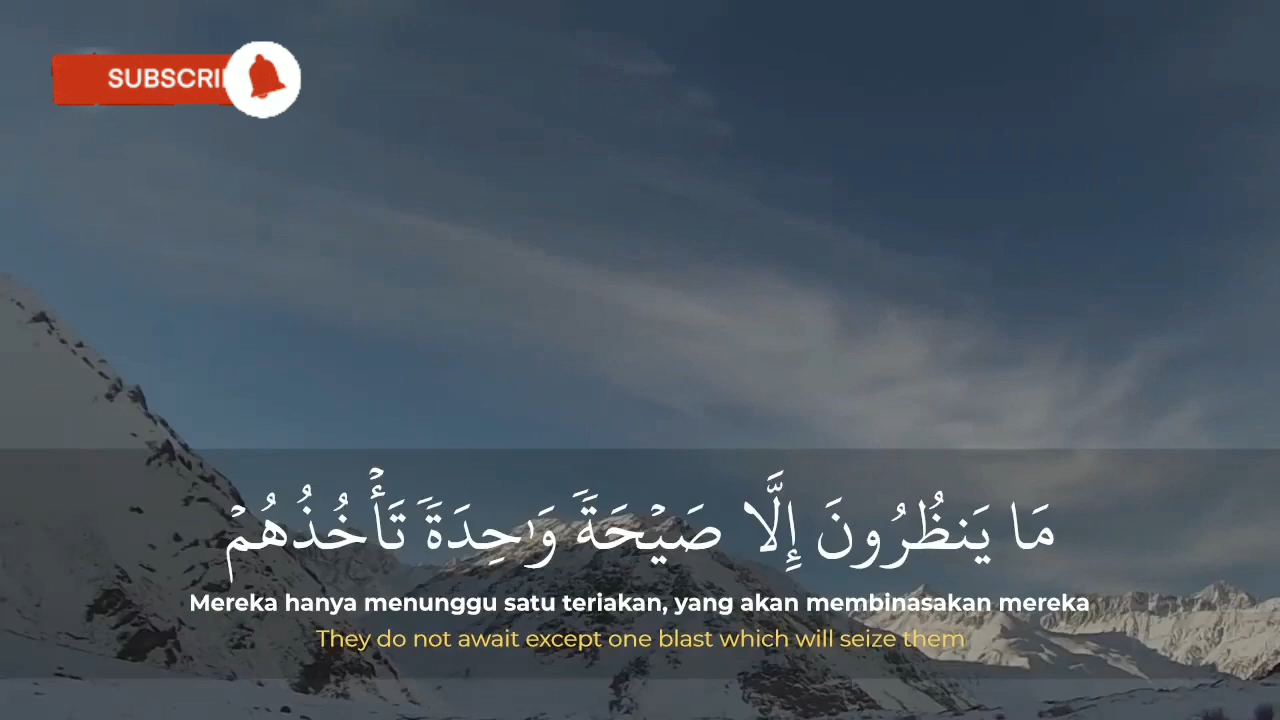 SUBSCRI
مَا يَنظُرُونَ إِلَّا صَيْحَةً وَٰحِدَةً تَأْخُذُهُمْ
Mereka hanya menunggu satu teriakan, yang akan membinasakan mereka
They do not await except one blast which will seize them